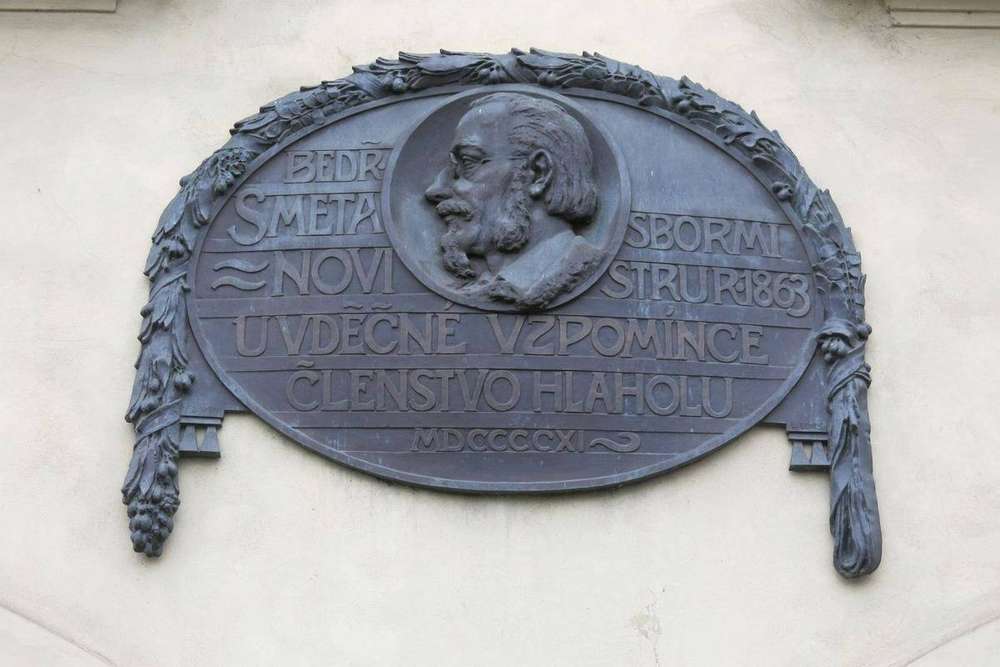 BEDŘ·
SMETA
NOVI
SBORMI
STRU R·1863
U VDĚČNÉ VZPOMÍNCE
ČLENSTVO HLAHOLU
MDCCCCXI